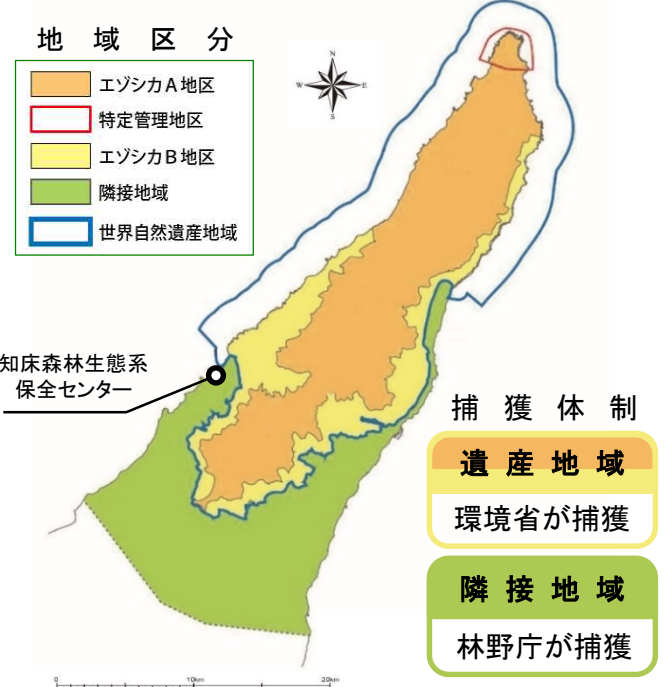 地域区分
エゾシカA地区
特定管理地区
エゾシカB地区
隣接地域
世界自然遺産地域
N
W
E
S
知床森林生態系
保全センター
捕獲体制
遺産地域
環境省が捕獲
隣接地域
林野庁が捕獲
0 10km 20km